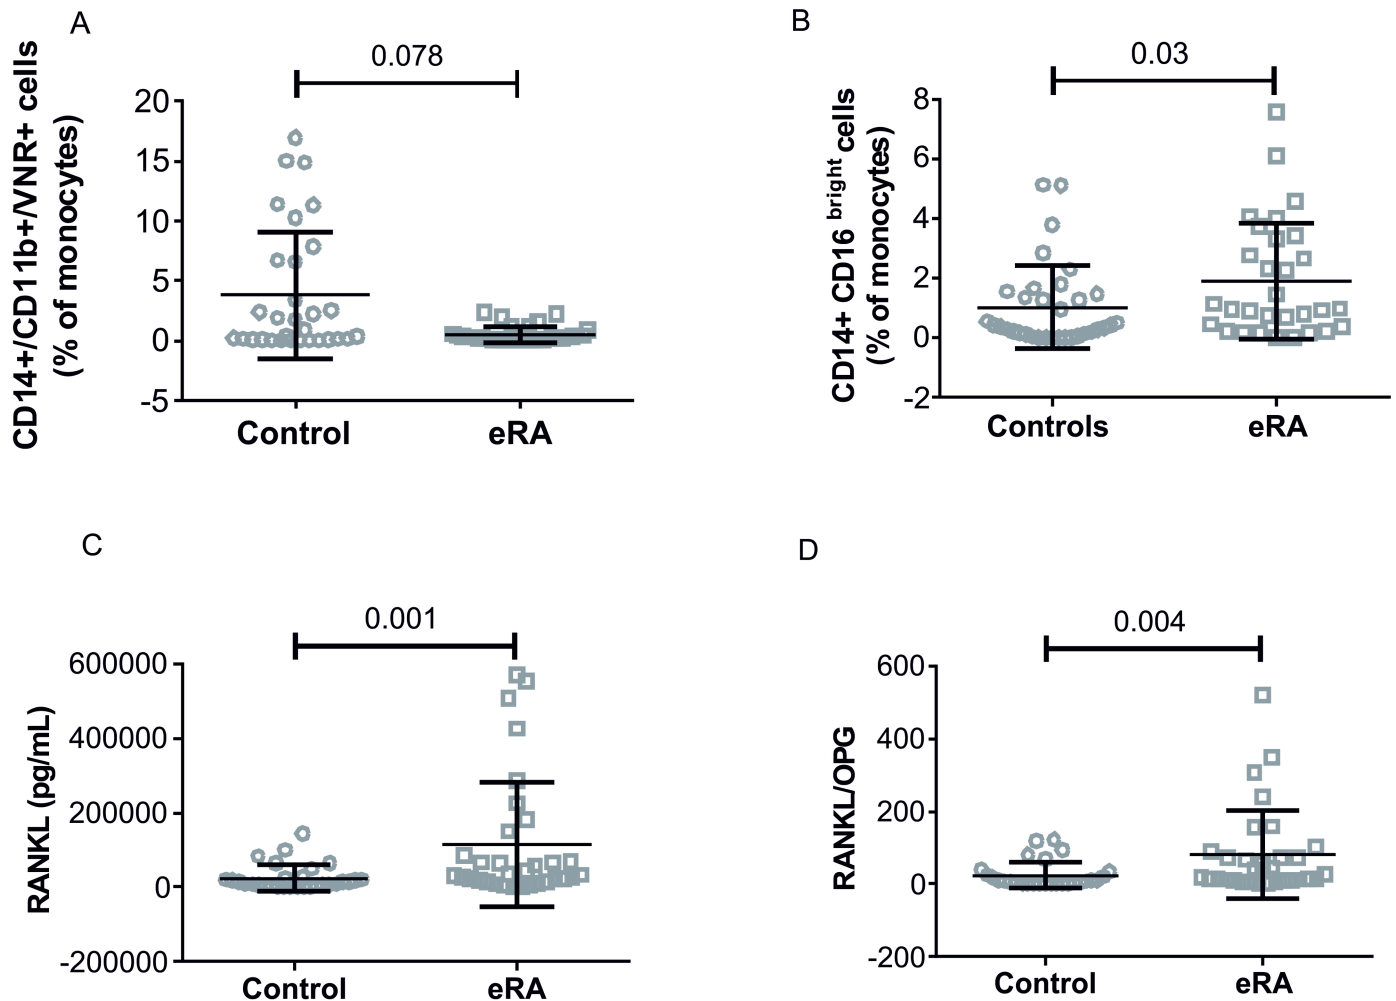 A
0.078
CD14+/CD11b+/VNR+ cells
(% of monocytes)
20
15
10
5
0
-5
Control
eRA
B
0.03
CD14+ CD16 bright cells
(% of monocytes)
8
6
4
2
0
-2
Controls
eRA
C
0.001
RANKL (pg/mL)
600000
400000
200000
0
-200000
Control
eRA
D
0.004
RANKL/OPG
600
400
200
0
-200
Control
eRA